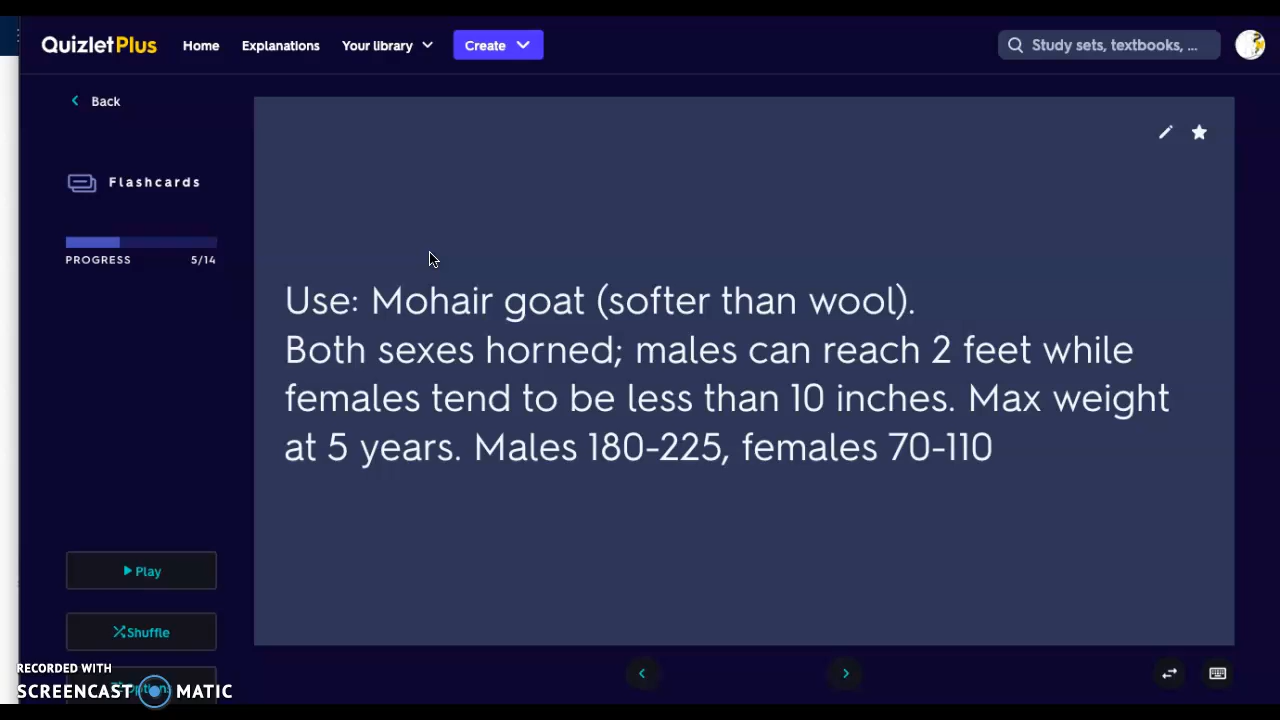 QuizletPlus Home Explanations Your library Create Study sets, textbooks, ...
Back
Flashcards
PROGRESS 5/14
Use: Mohair goat (softer than wool).
Both sexes horned; males can reach 2 feet while
females tend to be less than 10 inches. Max weight
at 5 years. Males 180-225, females 70-110
Play
Shuffle
RECORDED WITH
SCREENCAST MATIC